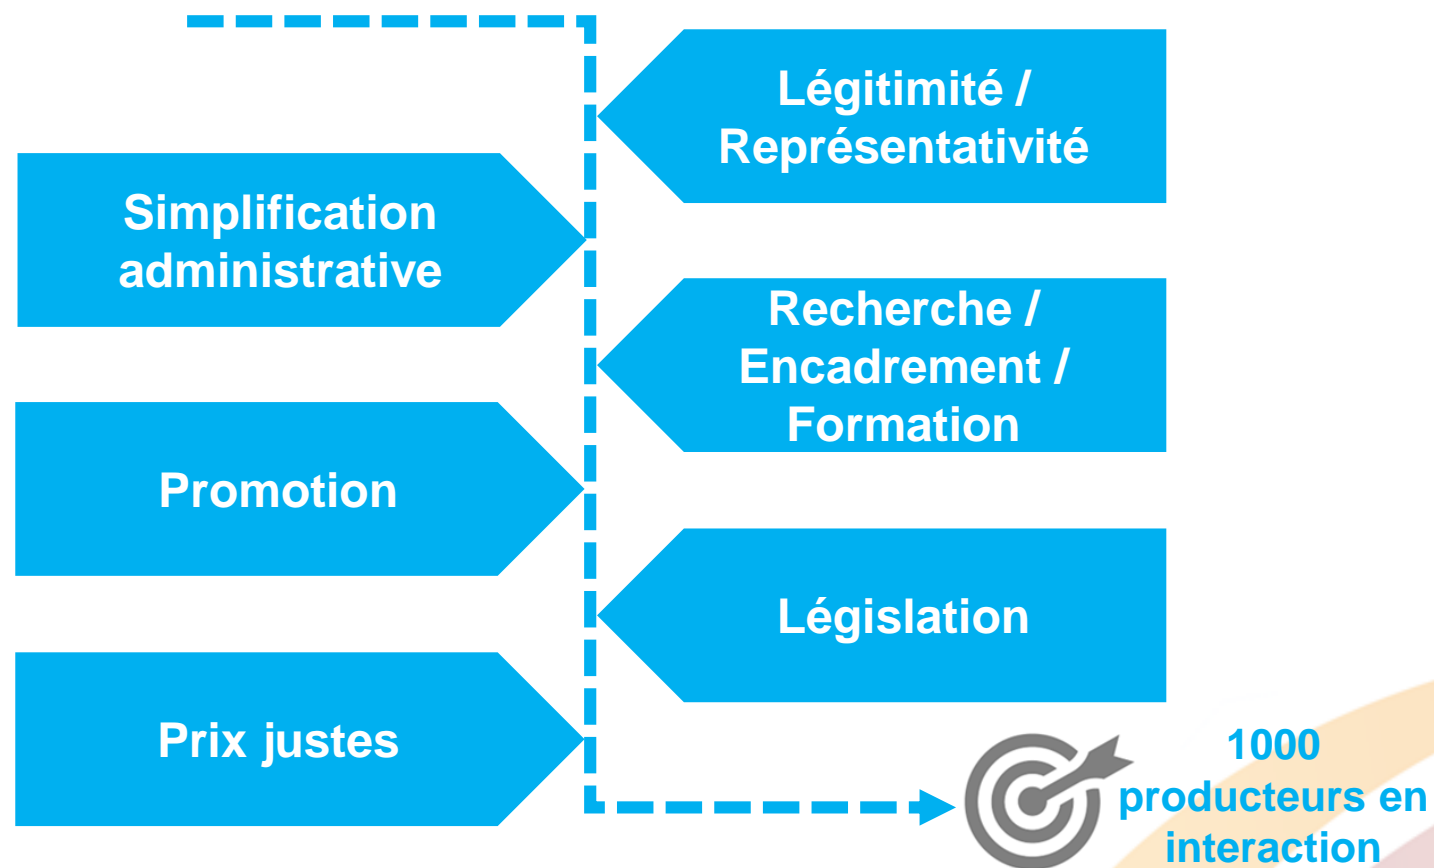 Légitimité /
Représentativité
Simplification
administrative
Recherche /
Encadrement /
Formation
Promotion
Législation
Prix justes
1000
producteurs en
interaction